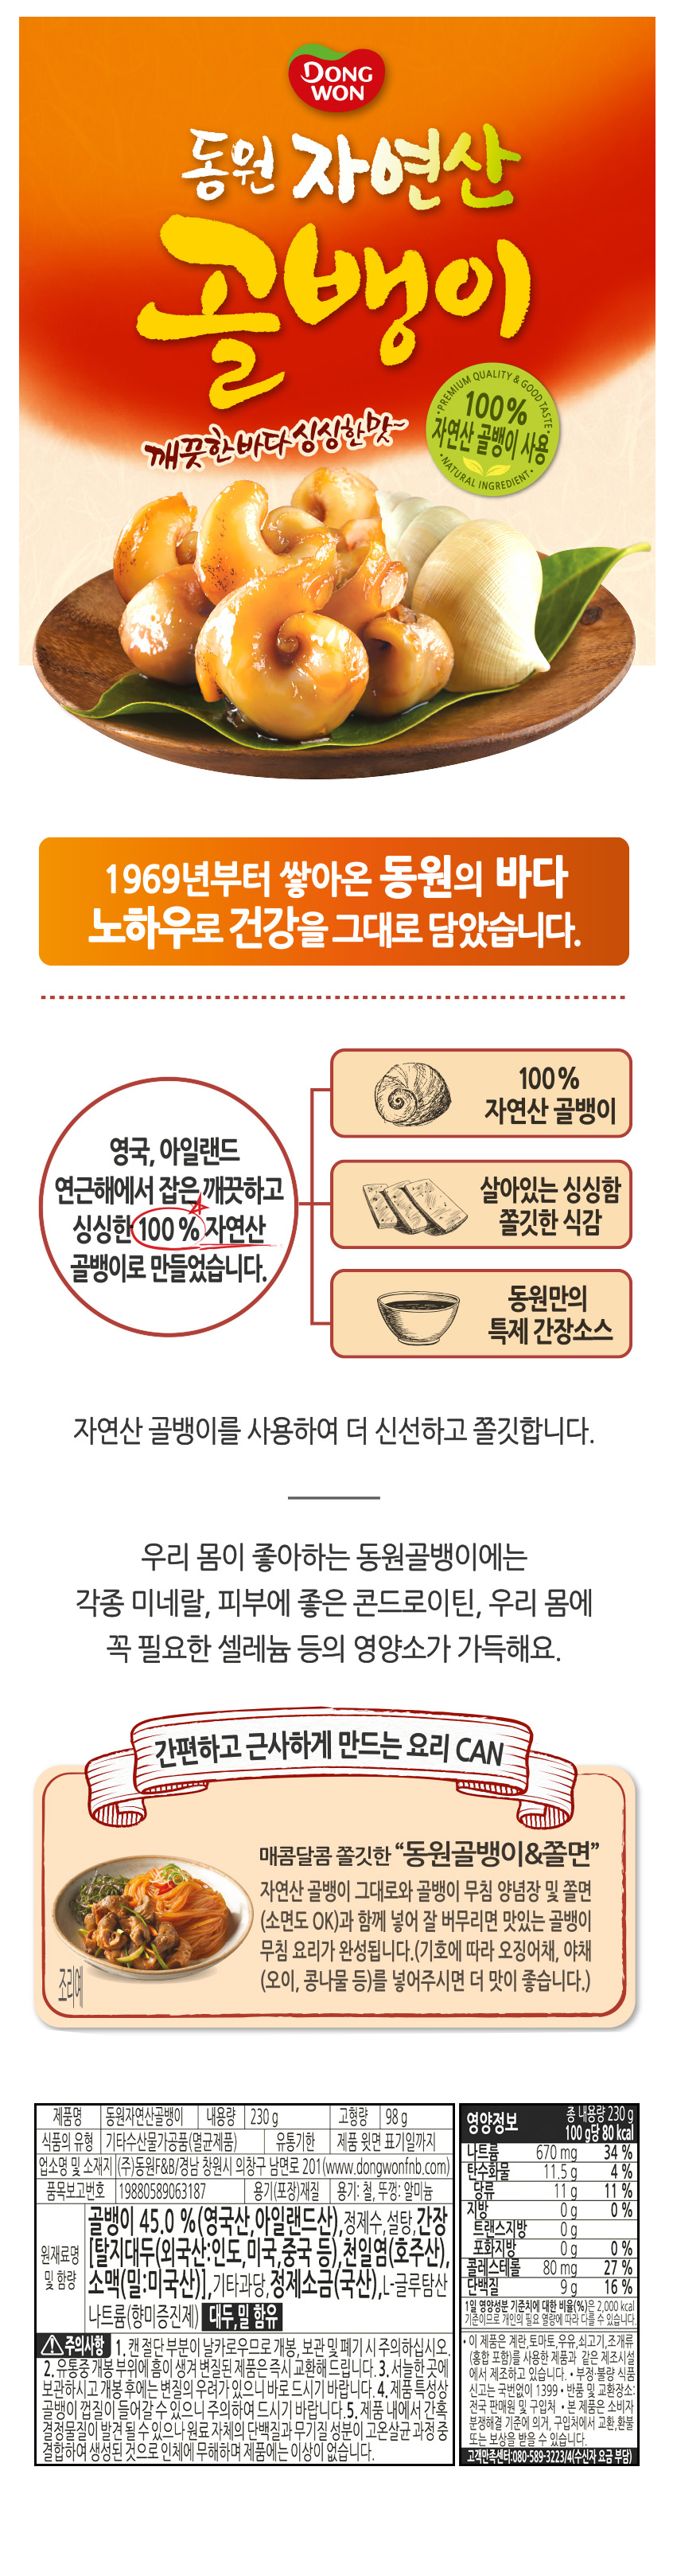 DONG
WON
동원 자연산
골뱅이
깨끗한 바다 싱싱한 맛~
• PREMIUM QUALITY & GOOD TASTE •
100%
자연산 골뱅이 사용
• NATURAL INGREDIENT •
1969년부터 쌓아온 동원의 바다
노하우로 건강을 그대로 담았습니다.
영국, 아일랜드
연근해에서 잡은 깨끗하고
싱싱한 100 % 자연산
골뱅이로 만들었습니다.
100%
자연산 골뱅이
살아있는 싱싱함
쫄깃한 식감
동원만의
특제 간장소스
자연산 골뱅이를 사용하여 더 신선하고 쫄깃합니다.
우리 몸이 좋아하는 동원골뱅이에는
각종 미네랄, 피부에 좋은 콘드로이틴, 우리 몸에
꼭 필요한 셀레늄 등의 영양소가 가득해요.
간편하고 근사하게 만드는 요리 CAN
매콤달콤 쫄깃한 “동원골뱅이&쫄면”
자연산 골뱅이 그대로와 골뱅이 무침 양념장 및 쫄면
(소면도 OK)과 함께 넣어 잘 버무리면 맛있는 골뱅이
무침 요리가 완성됩니다.(기호에 따라 오징어채, 야채
(오이, 콩나물 등)를 넣어주시면 더 맛이 좋습니다.)
조리예
제품명 동원자연산골뱅이 내용량 230 g 고형량 98 g
식품의 유형 기타수산물가공품(멸균제품) 유통기한 제품 윗면 표기일까지
업소명 및 소재지 (주)동원F&B/경남 창원시 의창구 남면로 201(www.dongwonfnb.com)
품목보고번호 19880589063187 용기(포장)재질 용기: 철, 뚜껑: 알미늄
원재료명 및 함량
골뱅이 45.0 %(영국산,아일랜드산),정제수,설탕,간장
[탈지대두(외국산:인도,미국,중국 등),천일염(호주산),
소맥(밀:미국산)],기타과당,정제소금(국산),L-글루탐산
나트륨(향미증진제) 대두,밀 함유
주의사항 1. 캔 절단 부분이 날카로우므로 개봉, 보관 및 폐기 시 주의하십시오.
2. 유통중 개봉 부위에 흠이 생겨 변질된 제품은 즉시 교환해 드립니다. 3. 서늘한 곳에
보관하시고 개봉 후에는 변질의 우려가 있으니 바로 드시기 바랍니다. 4. 제품 특성상
골뱅이 껍질이 들어갈 수 있으니 주의하여 드시기 바랍니다. 5. 제품 내에서 간혹
결정물질이 발견 될 수 있으나 원료 자체의 단백질과 무기질 성분이 고온살균 과정 중
결합하여 생성된 것으로 인체에 무해하며 제품에는 이상이 없습니다.
영양정보 총 내용량 230 g
100 g당 80 kcal
나트륨 670 mg 34 %
탄수화물 11.5 g 4 %
당류 11 g 11 %
지방 0 g 0 %
트랜스지방 0 g
포화지방 0 g 0 %
콜레스테롤 80 mg 27 %
단백질 9 g 16 %
1일 영양성분 기준치에 대한 비율(%)은 2,000 kcal
기준이므로 개인의 필요 열량에 따라 다를 수 있습니다.
• 이 제품은 계란,토마토,우유,쇠고기,조개류
(홍합 포함)를 사용한 제품과 같은 제조시설
에서 제조하고 있습니다. • 부정·불량 식품
신고는 국번없이 1399 • 반품 및 교환장소:
전국 판매원 및 구입처 • 본 제품은 소비자
분쟁해결 기준에 의거, 구입처에서 교환,환불
또는 보상을 받을 수 있습니다.
고객만족센터:080-589-3223/4(수신자 요금 부담)